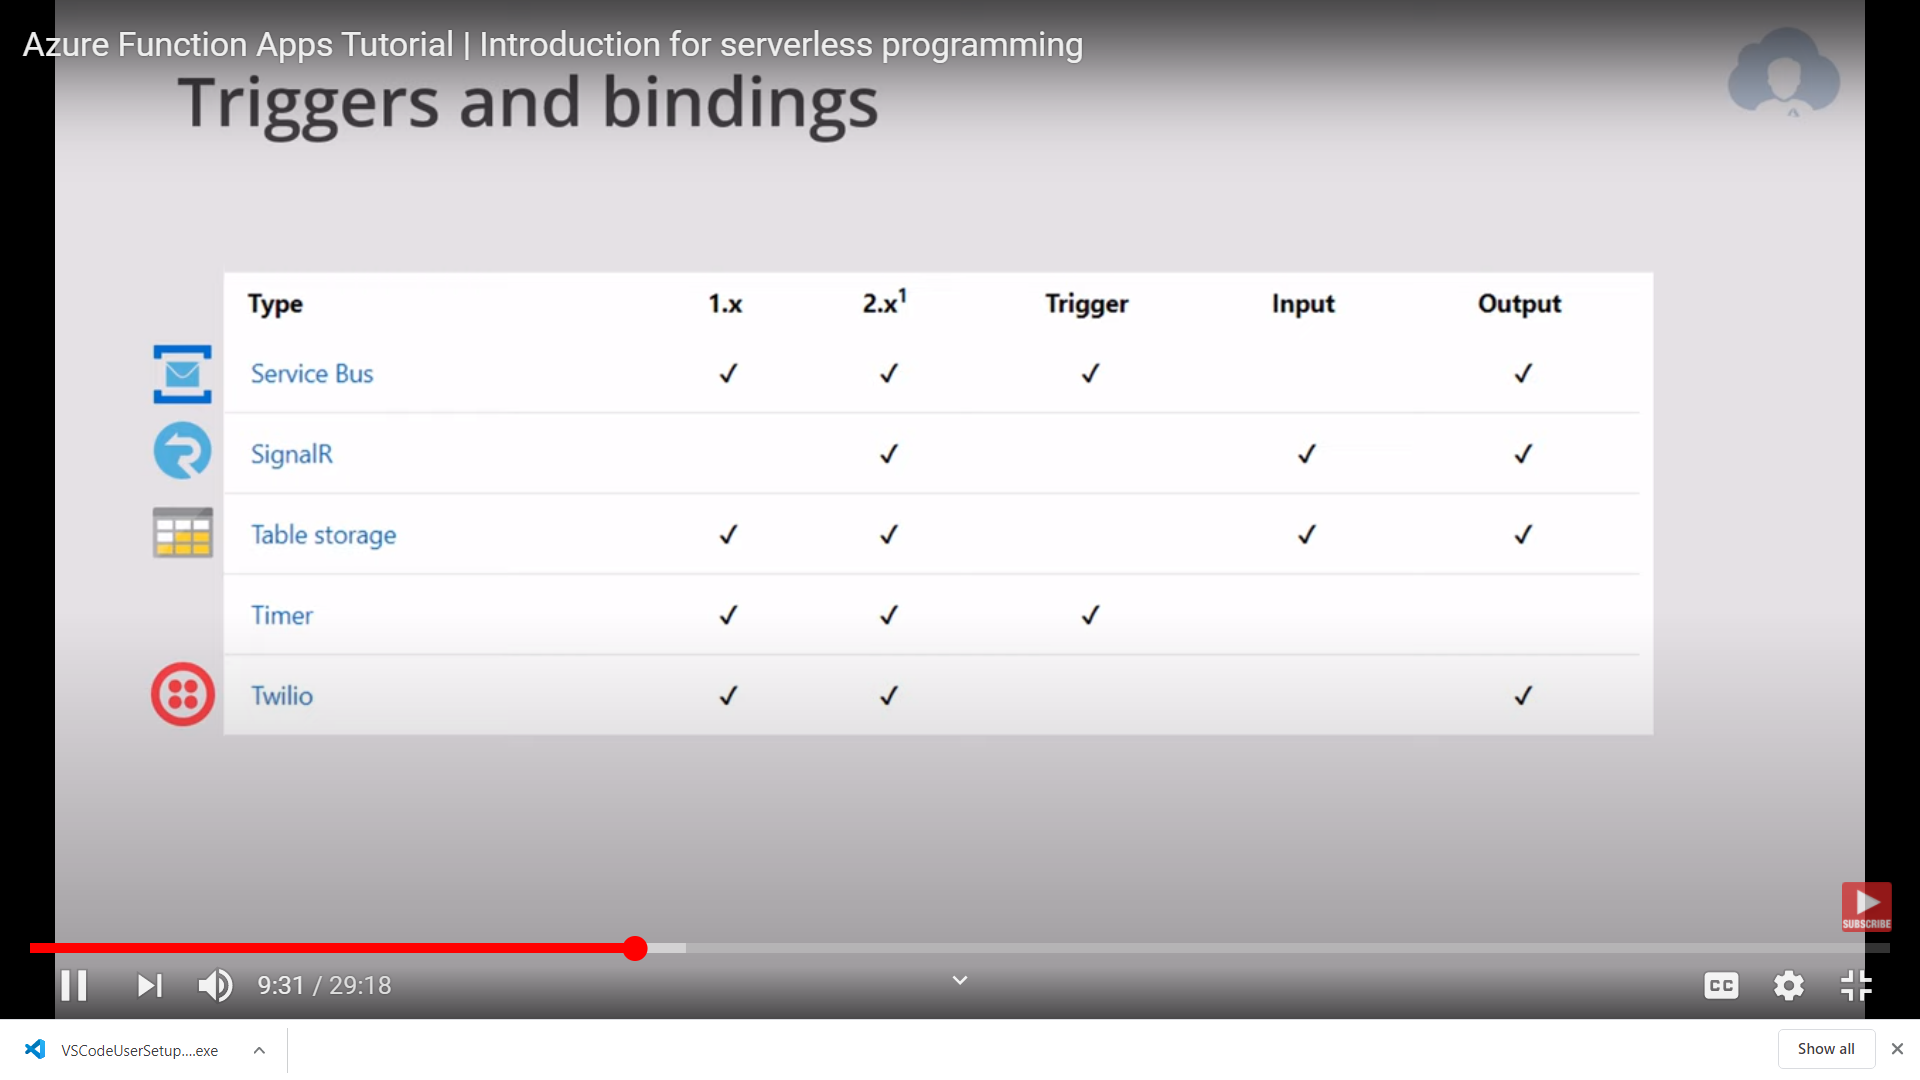 Azure Function Apps Tutorial | Introduction for serverless programming
Triggers and bindings
Type 1.x 2.x¹ Trigger Input Output
Service Bus ✓ ✓ ✓ ✓
SignalR ✓ ✓ ✓
Table storage ✓ ✓ ✓ ✓
Timer ✓ ✓ ✓
Twilio ✓ ✓ ✓
SUBSCRIBE
9:31 / 29:18
CC
VSCodeUserSetup....exe
Show all